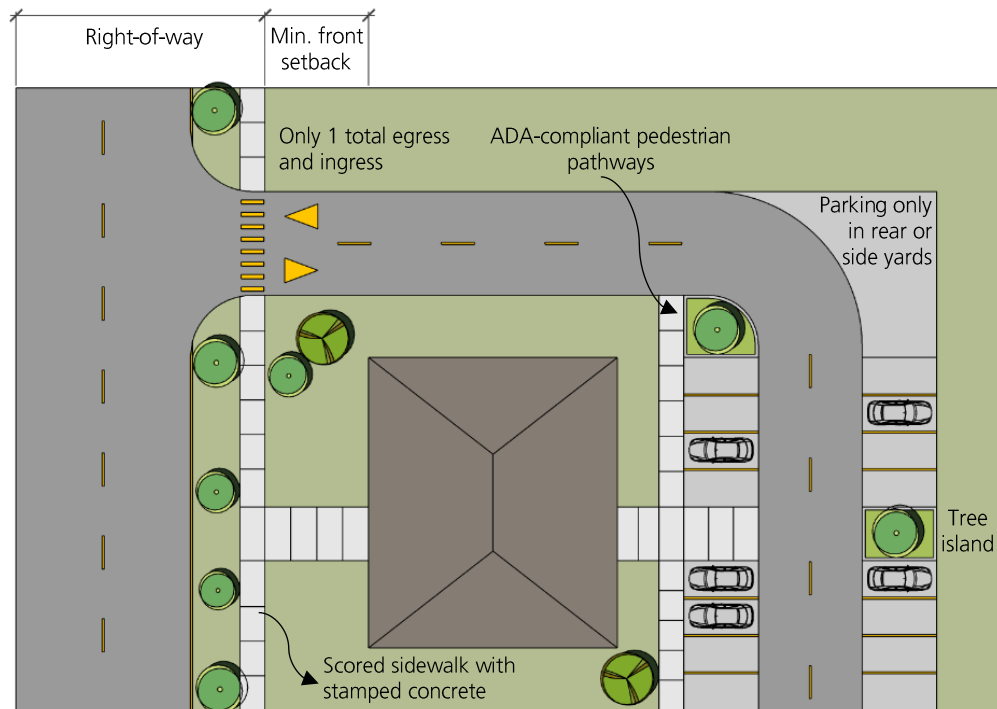 Right-of-way
Min. front
setback
Only 1 total egress
and ingress
ADA-compliant pedestrian
pathways
Parking only
in rear or
side yards
Tree
island
Scored sidewalk with
stamped concrete